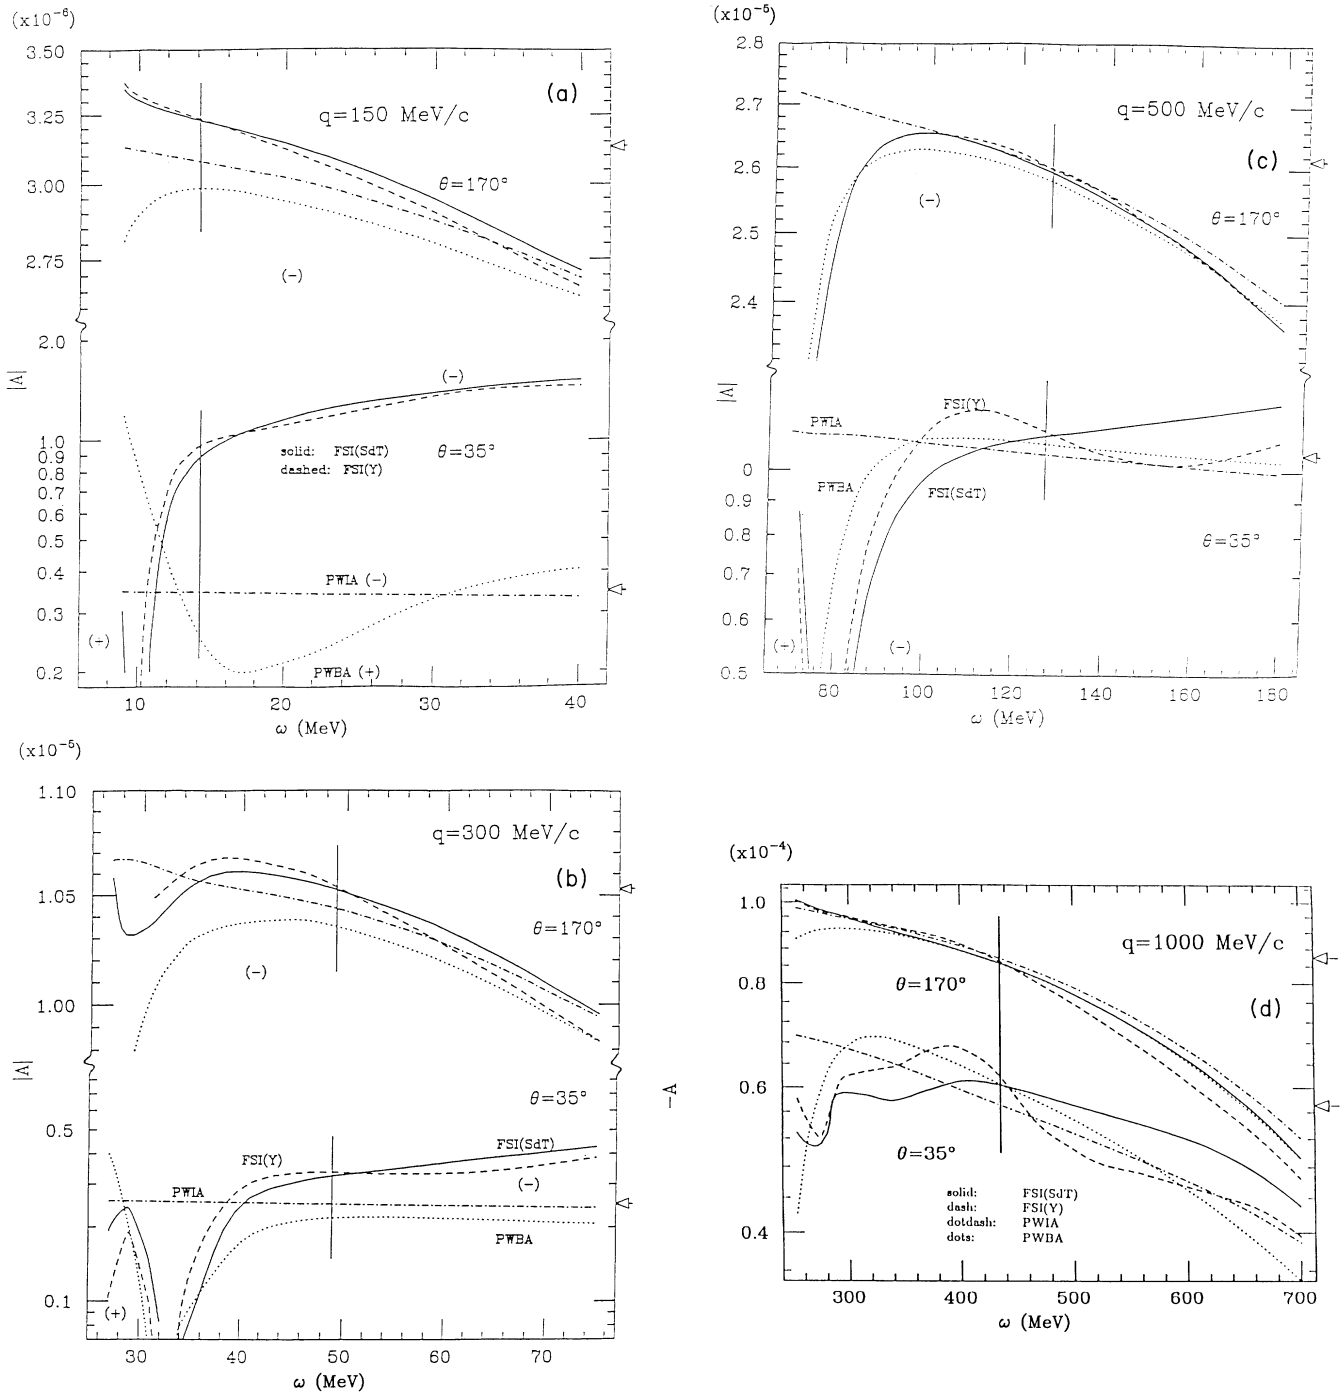 (x10⁻⁶)
3.50
3.25
3.00
2.75
2.0
1.0
0.9
0.8
0.7
0.6
0.5
0.4
0.3
0.2
|A|
(a)
q=150 MeV/c
θ=170°
(-)
(-)
solid: FSI(SdT)
dashed: FSI(Y)
θ=35°
PWIA (-)
(+)
PWBA (+)
10 20 30 40
ω (MeV)
(x10⁻⁵)
1.10
1.05
1.00
0.5
0.1
|A|
q=300 MeV/c
(b)
θ=170°
(-)
θ=35°
FSI(SdT)
FSI(Y)
(-)
PWIA
PWBA
(+)
30 40 50 60 70
ω (MeV)
(x10⁻⁵)
2.8
2.7
2.6
2.5
2.4
0
0.9
0.8
0.7
0.6
0.5
|A|
q=500 MeV/c
(c)
(-)
θ=170°
FSI(Y)
PWIA
PWBA
FSI(SdT)
θ=35°
(+)
(-)
80 100 120 140 160 180
ω (MeV)
(x10⁻⁴)
1.0
0.8
0.6
0.4
-A
q=1000 MeV/c
θ=170°
(d)
θ=35°
solid: FSI(SdT)
dash: FSI(Y)
dotdash: PWIA
dots: PWBA
300 400 500 600 700
ω (MeV)